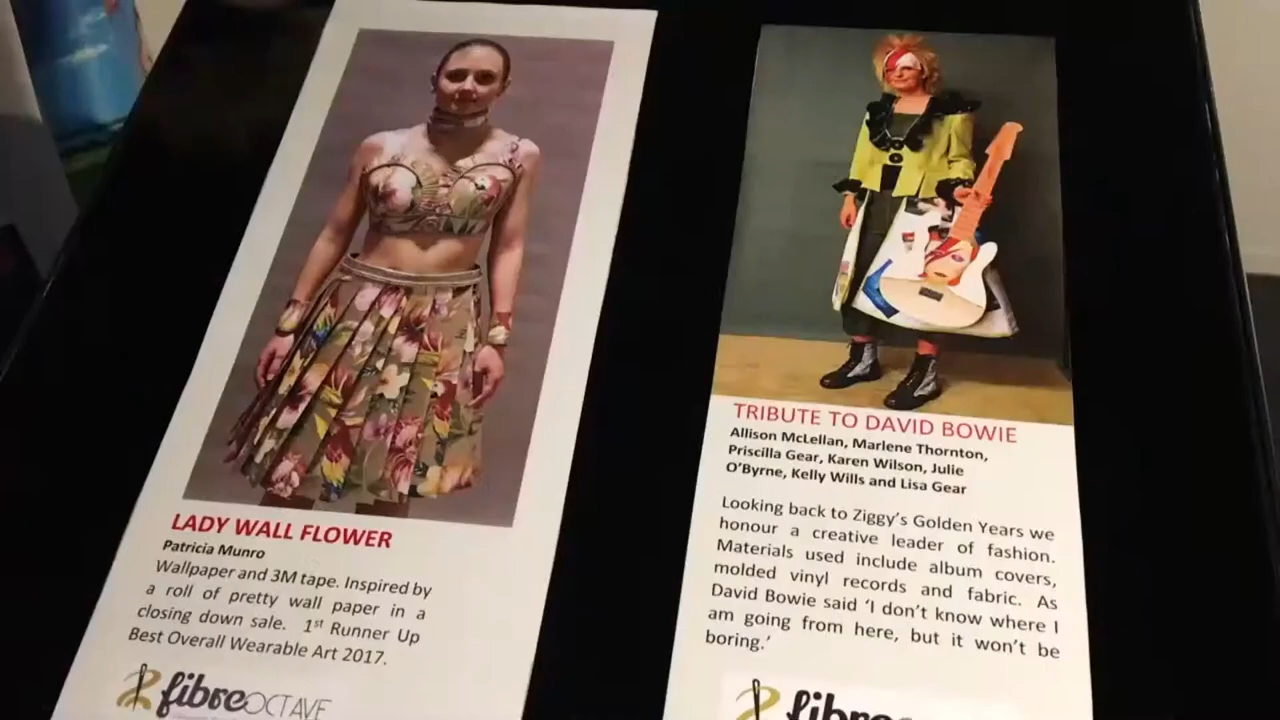 LADY WALL FLOWER
Patricia Munro
Wallpaper and 3M tape. Inspired by
a roll of pretty wall paper in a
closing down sale. 1st Runner Up
Best Overall Wearable Art 2017.
fibreOCTAVE
TRIBUTE TO DAVID BOWIE
Allison McLellan, Marlene Thornton,
Priscilla Gear, Karen Wilson, Julie
O'Byrne, Kelly Wills and Lisa Gear
Looking back to Ziggy's Golden Years we
honour a creative leader of fashion.
Materials used include album covers,
molded vinyl records and fabric. As
David Bowie said 'I don't know where I
am going from here, but it won't be
boring.'